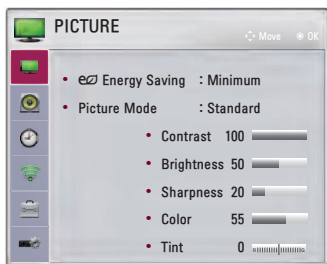 PICTURE
Move OK
Energy Saving : Minimum
Picture Mode : Standard
Contrast 100
Brightness 50
Sharpness 20
Color 55
Tint 0